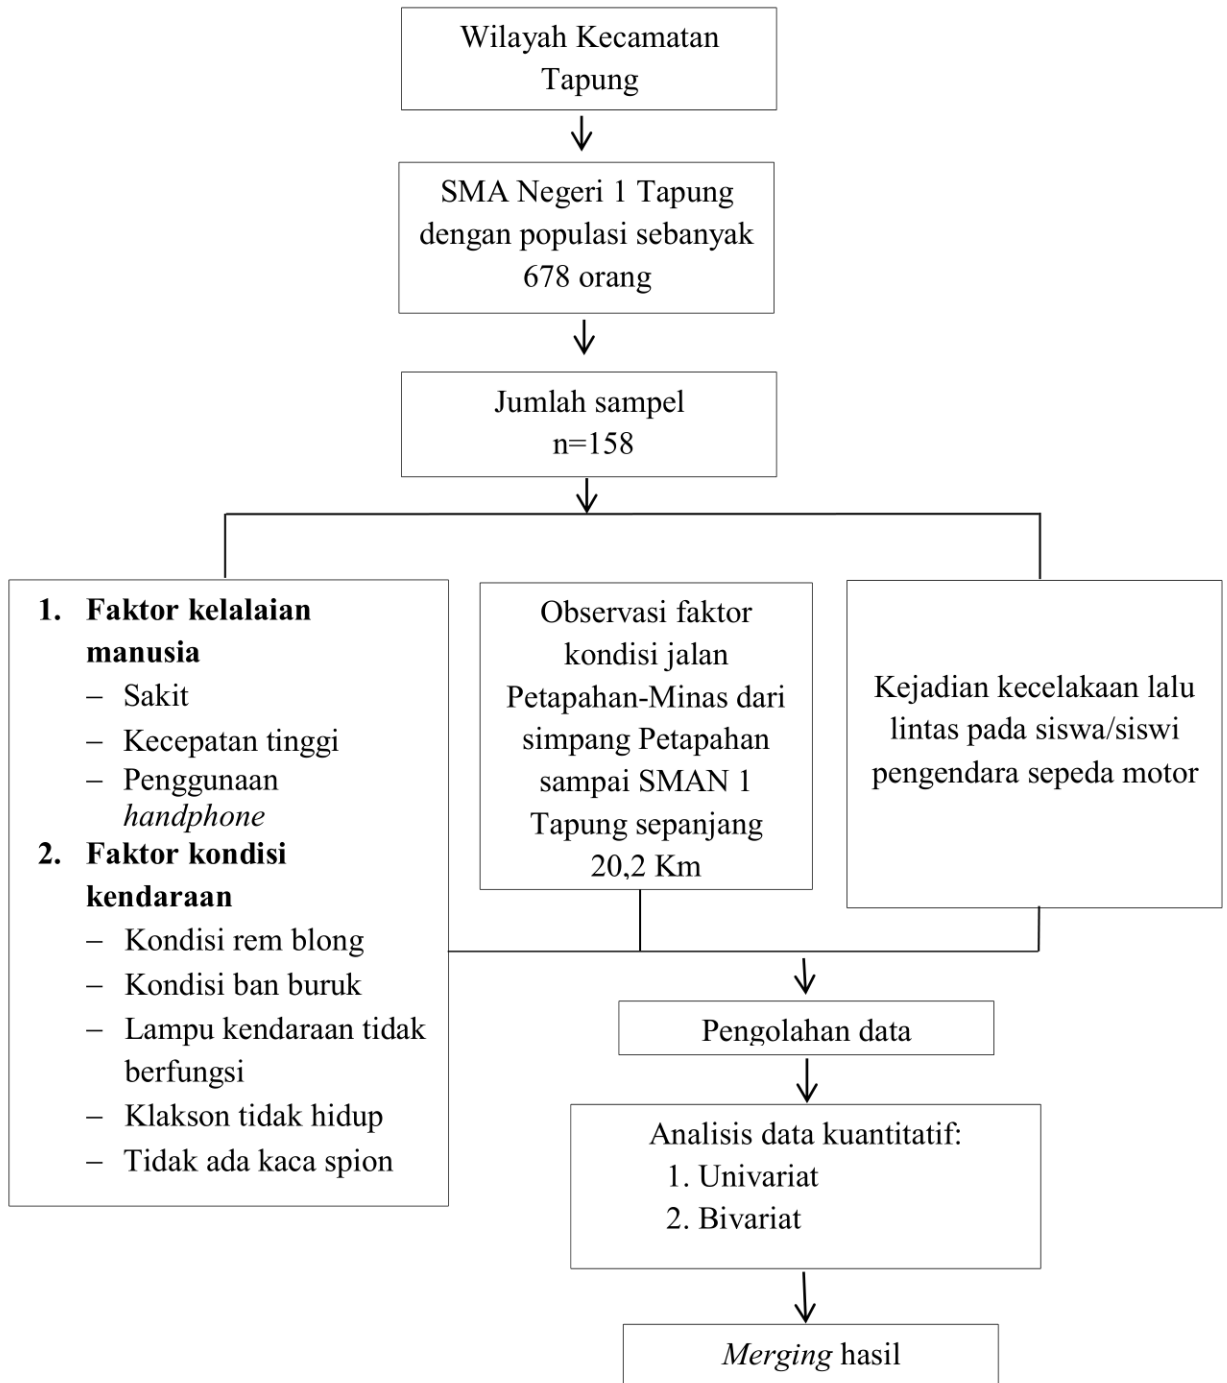 Wilayah Kecamatan
Tapung
SMA Negeri 1 Tapung
dengan populasi sebanyak
678 orang
Jumlah sampel
n=158
1. Faktor kelalaian
manusia
– Sakit
– Kecepatan tinggi
– Penggunaan
handphone
2. Faktor kondisi
kendaraan
– Kondisi rem blong
– Kondisi ban buruk
– Lampu kendaraan tidak
berfungsi
– Klakson tidak hidup
– Tidak ada kaca spion
Observasi faktor
kondisi jalan
Petapahan-Minas dari
simpang Petapahan
sampai SMAN 1
Tapung sepanjang
20,2 Km
Kejadian kecelakaan lalu
lintas pada siswa/siswi
pengendara sepeda motor
Pengolahan data
Analisis data kuantitatif:
1. Univariat
2. Bivariat
Merging hasil